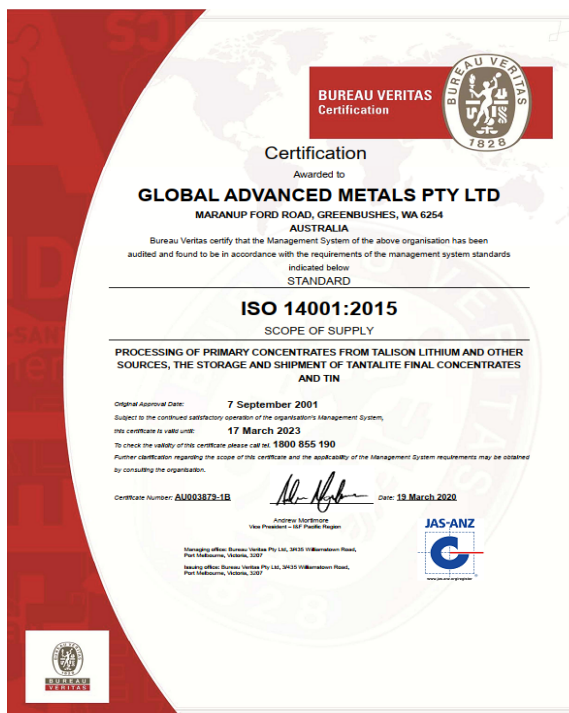 BUREAU VERITAS
Certification
BUREAU VERITAS
1828
Certification
Awarded to
GLOBAL ADVANCED METALS PTY LTD
MARANUP FORD ROAD, GREENBUSHES, WA 6254
AUSTRALIA
Bureau Veritas certify that the Management System of the above organisation has been
audited and found to be in accordance with the requirements of the management system standards
indicated below
STANDARD
ISO 14001:2015
SCOPE OF SUPPLY
PROCESSING OF PRIMARY CONCENTRATES FROM TALISON LITHIUM AND OTHER
SOURCES, THE STORAGE AND SHIPMENT OF TANTALITE FINAL CONCENTRATES
AND TIN
Original Approval Date: 7 September 2001
Subject to the continued satisfactory operation of the organisation's Management System,
this certificate is valid until: 17 March 2023
To check the validity of this certificate please call tel. 1800 855 190
Further clarification regarding the scope of this certificate and the applicability of the Management System requirements may be obtained
by consulting the organisation.
Certificate Number: AU003879-1B Date: 19 March 2020
Andrew Mortimore
Vice President – I&F Pacific Region
JAS-ANZ
Managing office: Bureau Veritas Pty Ltd, 3/435 Williamstown Road,
Port Melbourne, Victoria, 3207
Issuing office: Bureau Veritas Pty Ltd, 3/435 Williamstown Road,
Port Melbourne, Victoria, 3207
www.jas-anz.org/register
BUREAU VERITAS
1828
BUREAU
VERITAS